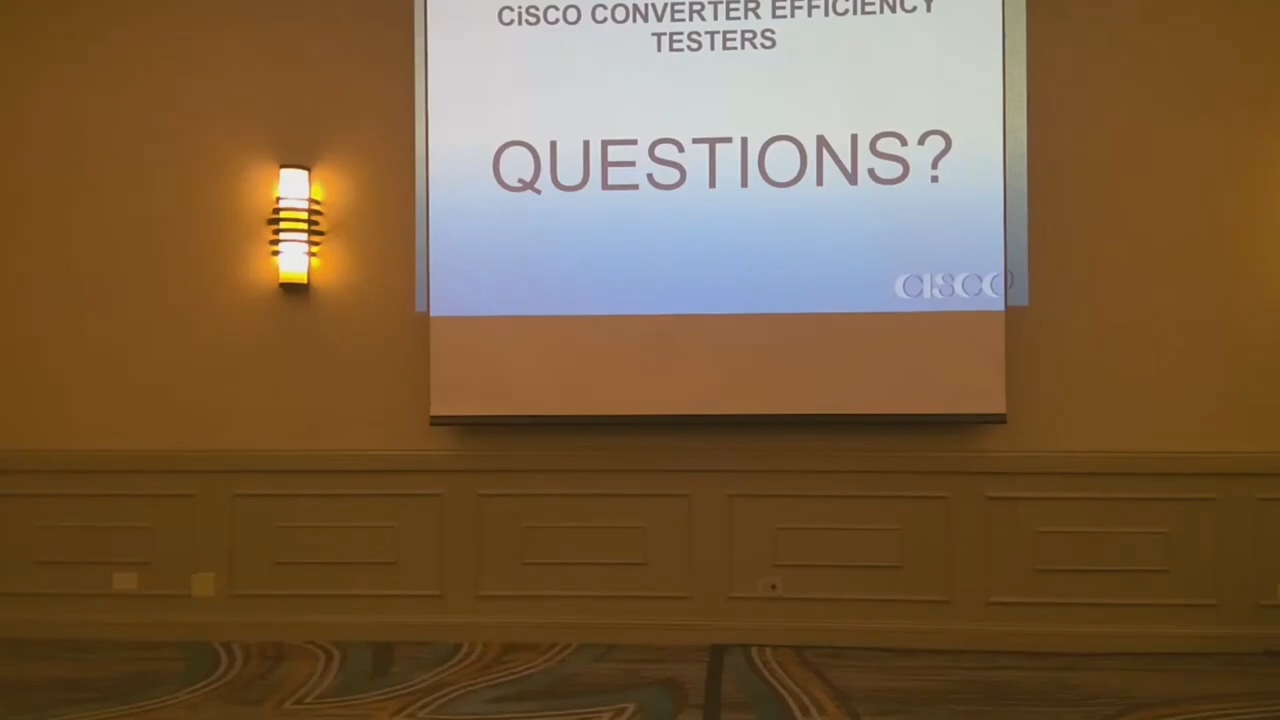 CiSCO CONVERTER EFFICIENCY
TESTERS
QUESTIONS?
CISCO